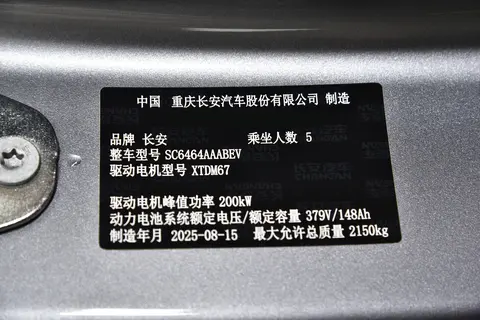 中国 重庆长安汽车股份有限公司 制造
品牌 长安 乘坐人数 5
整车型号 SC6464AAABEV
驱动电机型号 XTDM67
驱动电机峰值功率 200kW
动力电池系统额定电压/额定容量 379V/148Ah
制造年月 2025-08-15 最大允许总质量 2150kg